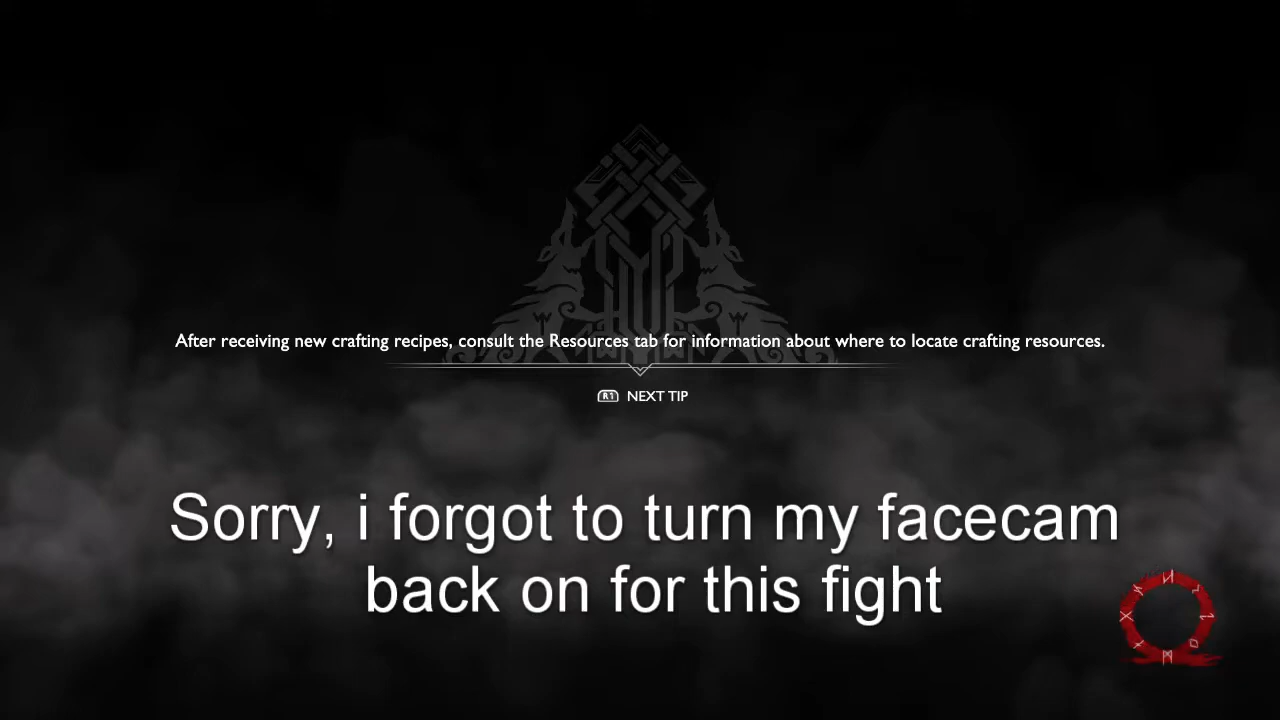 After receiving new crafting recipes, consult the Resources tab for information about where to locate crafting resources.
R1 NEXT TIP
Sorry, i forgot to turn my facecam
back on for this fight